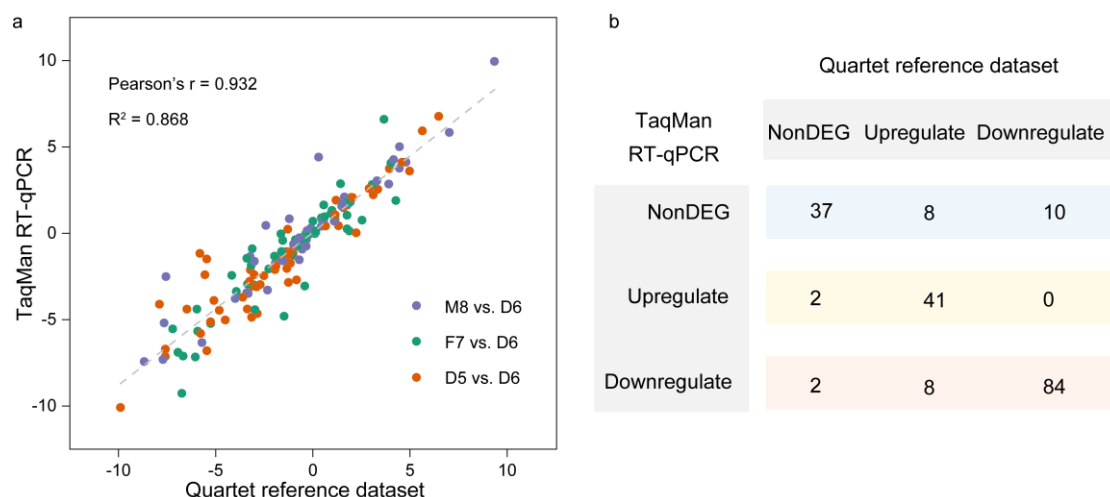 a
Pearson's r = 0.932
R² = 0.868
TaqMan RT-qPCR
10
5
0
-5
-10
M8 vs. D6
F7 vs. D6
D5 vs. D6
-10 -5 0 5 10
Quartet reference dataset
b
Quartet reference dataset
TaqMan
RT-qPCR
NonDEG Upregulate Downregulate
NonDEG 37 8 10
Upregulate 2 41 0
Downregulate 2 8 84